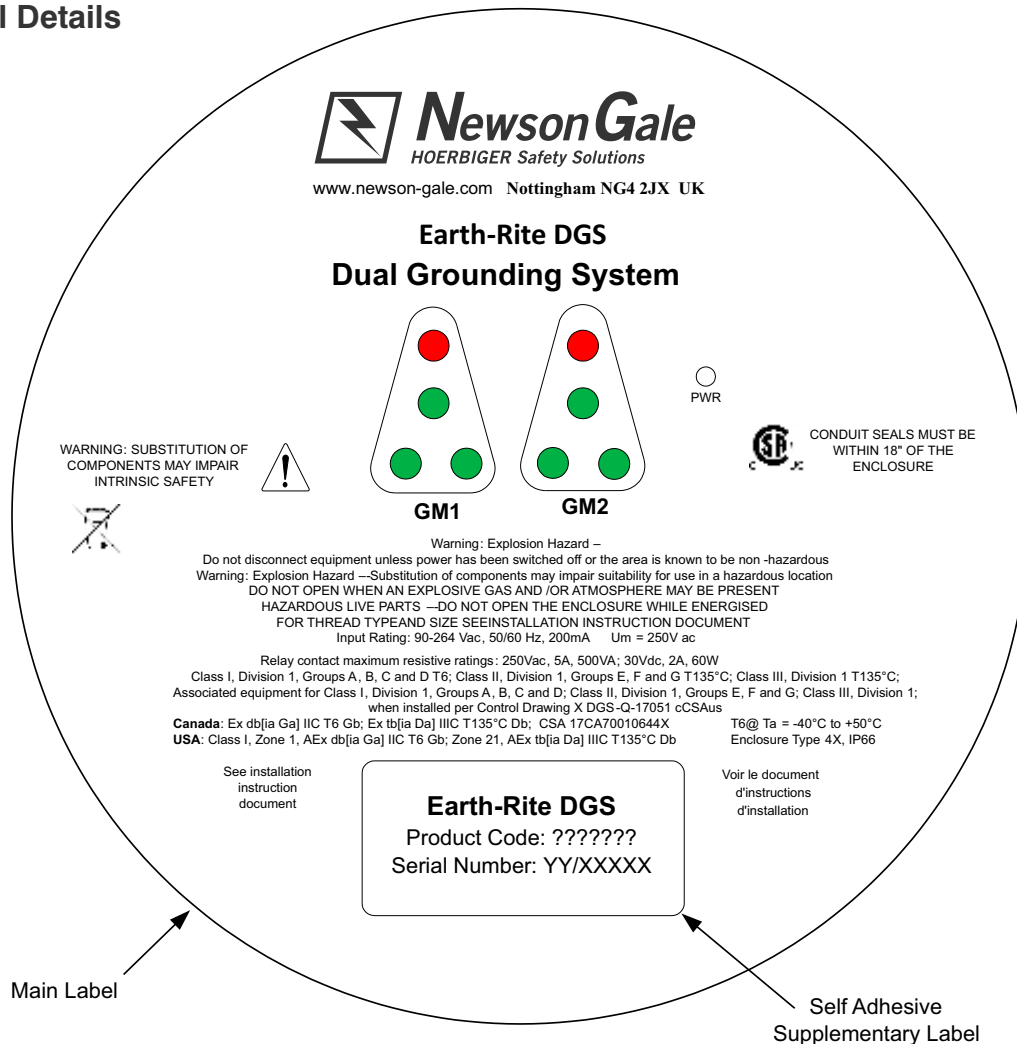 l Details
Newson Gale
HOERBIGER Safety Solutions
www.newson-gale.com Nottingham NG4 2JX UK
Earth-Rite DGS
Dual Grounding System
PWR
WARNING: SUBSTITUTION OF
COMPONENTS MAY IMPAIR
INTRINSIC SAFETY
CONDUIT SEALS MUST BE
WITHIN 18" OF THE
ENCLOSURE
GM1
GM2
Warning: Explosion Hazard –
Do not disconnect equipment unless power has been switched off or the area is known to be non -hazardous
Warning: Explosion Hazard –-Substitution of components may impair suitability for use in a hazardous location
DO NOT OPEN WHEN AN EXPLOSIVE GAS AND /OR ATMOSPHERE MAY BE PRESENT
HAZARDOUS LIVE PARTS –-DO NOT OPEN THE ENCLOSURE WHILE ENERGISED
FOR THREAD TYPEAND SIZE SEEINSTALLATION INSTRUCTION DOCUMENT
Input Rating: 90-264 Vac, 50/60 Hz, 200mA Um = 250V ac
Relay contact maximum resistive ratings: 250Vac, 5A, 500VA; 30Vdc, 2A, 60W
Class I, Division 1, Groups A, B, C and D T6; Class II, Division 1, Groups E, F and G T135°C; Class III, Division 1 T135°C;
Associated equipment for Class I, Division 1, Groups A, B, C and D; Class II, Division 1, Groups E, F and G; Class III, Division 1;
when installed per Control Drawing X DGS-Q-17051 cCSAus
Canada: Ex db[ia Ga] IIC T6 Gb; Ex tb[ia Da] IIIC T135°C Db; CSA 17CA70010644X T6@ Ta = -40°C to +50°C
USA: Class I, Zone 1, AEx db[ia Ga] IIC T6 Gb; Zone 21, AEx tb[ia Da] IIIC T135°C Db Enclosure Type 4X, IP66
See installation
instruction
document
Voir le document
d'instructions
d'installation
Earth-Rite DGS
Product Code: ???????
Serial Number: YY/XXXXX
Main Label
Self Adhesive
Supplementary Label